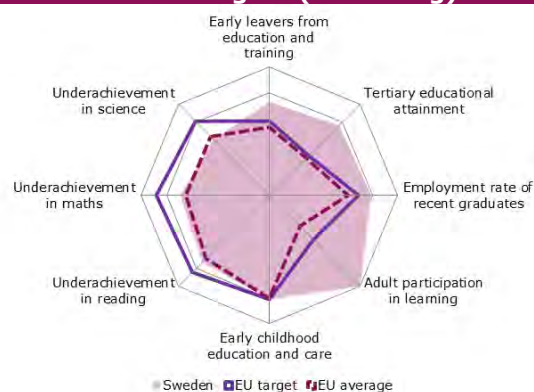 Early leavers from
education and
training
Underachievement
in science
Tertiary educational
attainment
Underachievement
in maths
Employment rate of
recent graduates
Underachievement
in reading
Adult participation
in learning
Early childhood
education and care
Sweden EU target EU average